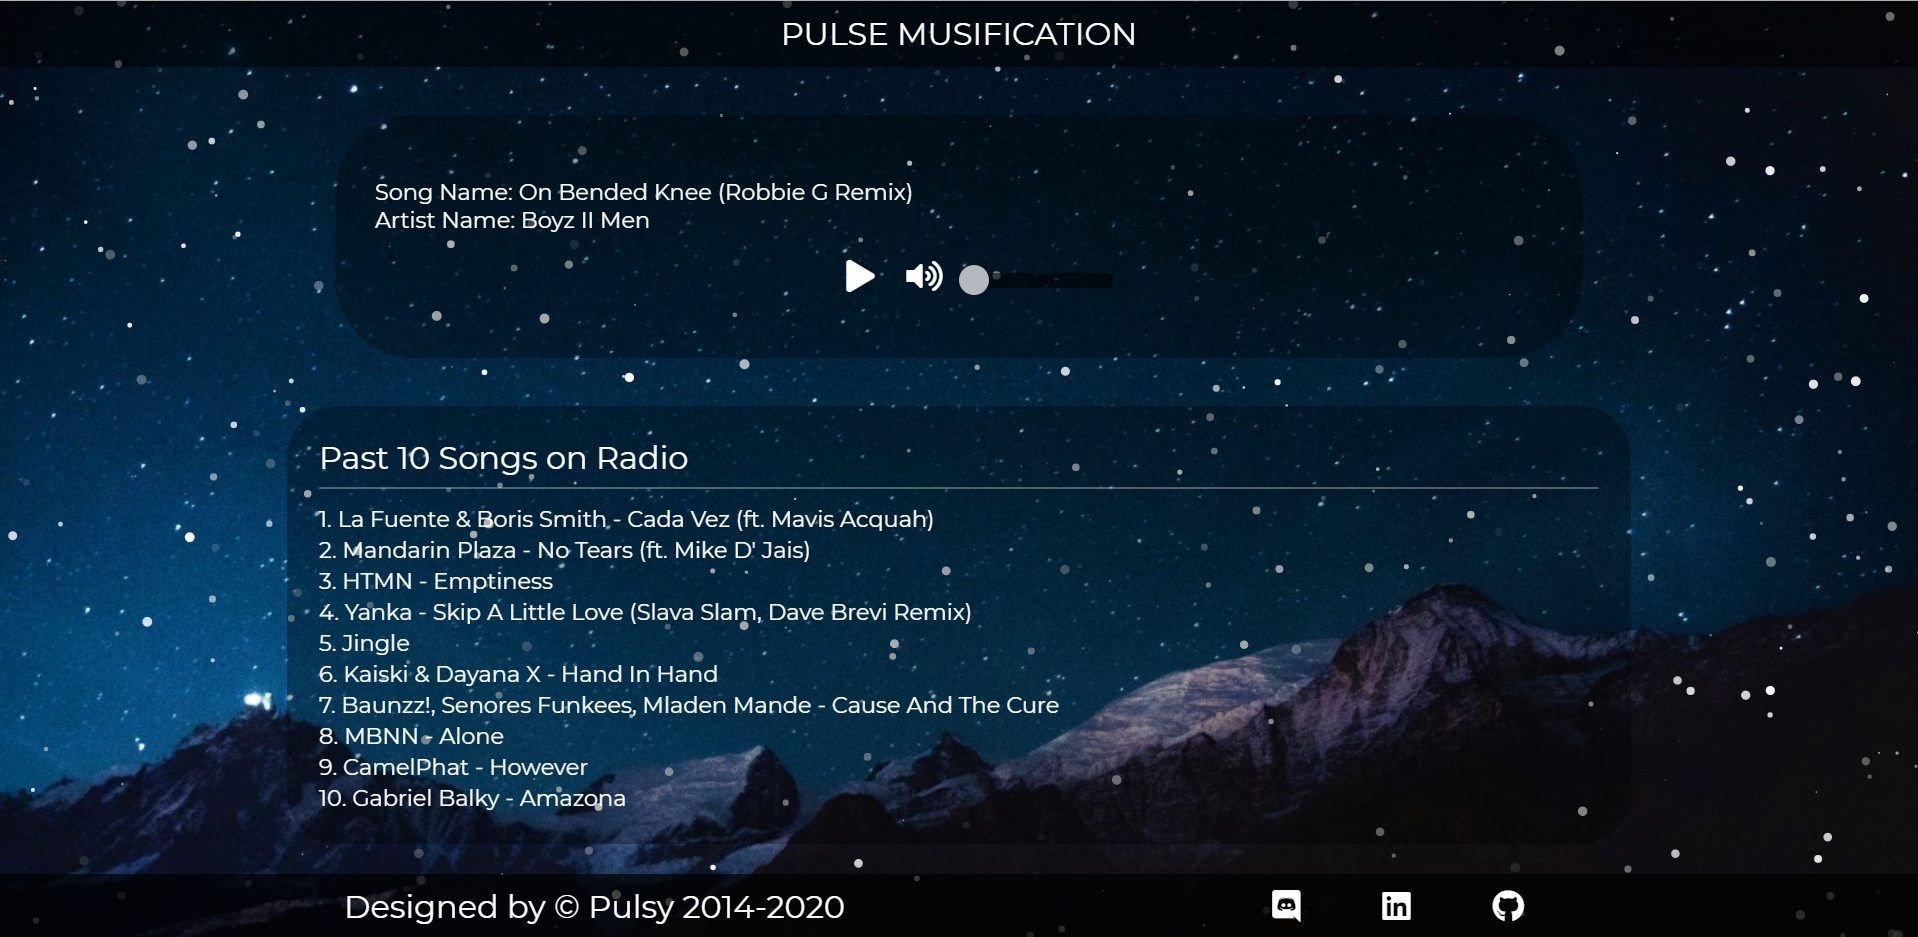 PULSE MUSIFICATION
Song Name: On Bended Knee (Robbie G Remix)
Artist Name: Boyz II Men
Past 10 Songs on Radio
1. La Fuente & Boris Smith - Cada Vez (ft. Mavis Acquah)
2. Mandarin Plaza - No Tears (ft. Mike D' Jais)
3. HTMN - Emptiness
4. Yanka - Skip A Little Love (Slava Slam, Dave Brevi Remix)
5. Jingle
6. Kaiski & Dayana X - Hand In Hand
7. Baunzz!, Senores Funkees, Mladen Mande - Cause And The Cure
8. MBNN - Alone
9. CamelPhat - However
10. Gabriel Balky - Amazona
Designed by © Pulsy 2014-2020
in